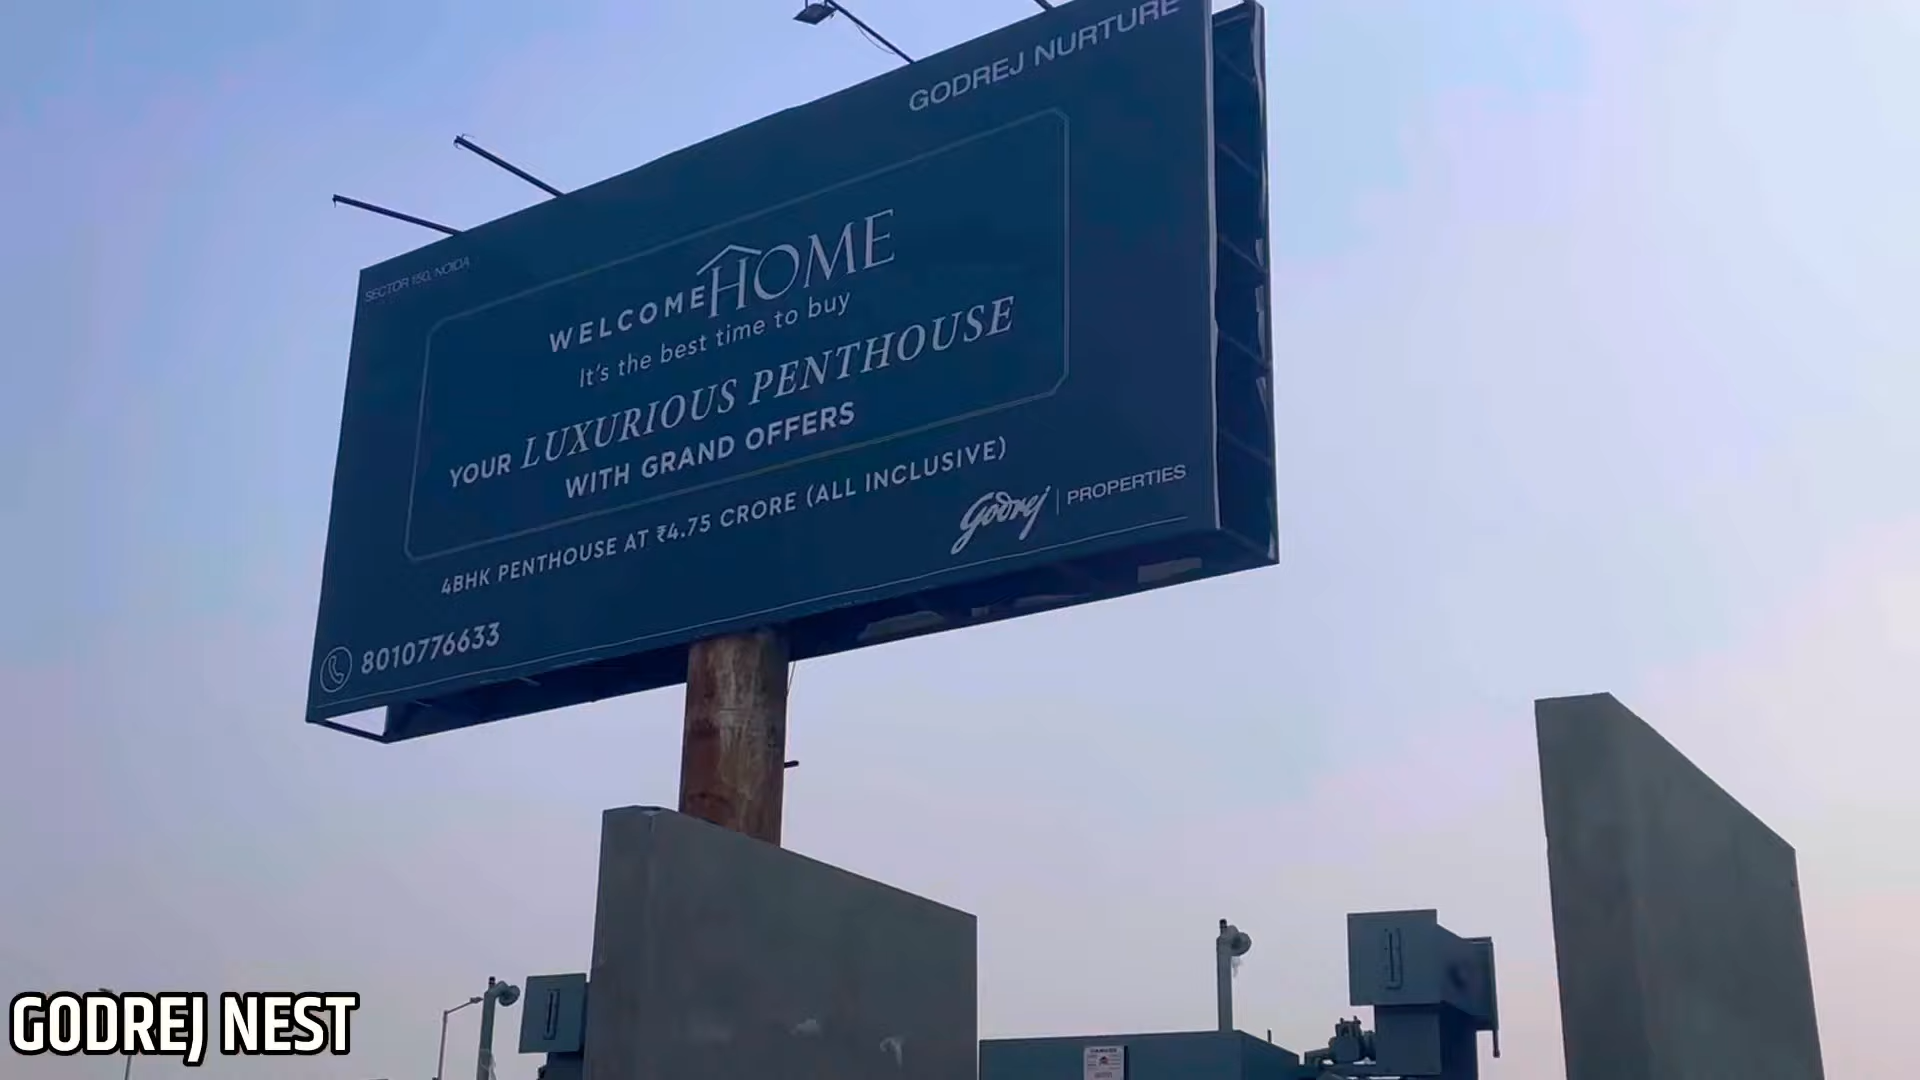 GODREJ NURTURE
SECTOR 150, NOIDA
WELCOME HOME
It's the best time to buy
YOUR LUXURIOUS PENTHOUSE
WITH GRAND OFFERS
4BHK PENTHOUSE AT ₹4.75 CRORE (ALL INCLUSIVE)
Godrej | PROPERTIES
8010776633
GODREJ NEST